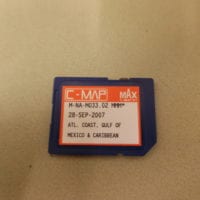 C-MAP MAX
M-NA-M033.02
28-SEP-2007
ATL. COAST, GULF OF
MEXICO & CARIBBEAN